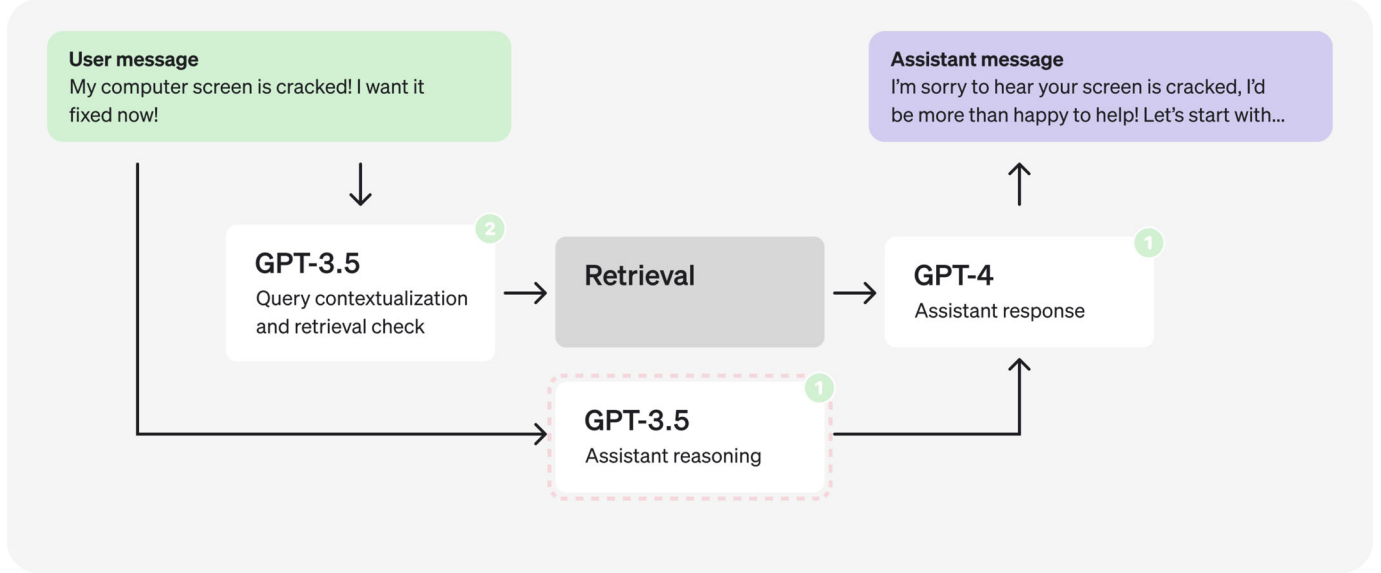 User message
My computer screen is cracked! I want it
fixed now!
Assistant message
I’m sorry to hear your screen is cracked, I’d
be more than happy to help! Let’s start with...
2
GPT-3.5
Query contextualization
and retrieval check
Retrieval
1
GPT-4
Assistant response
1
GPT-3.5
Assistant reasoning